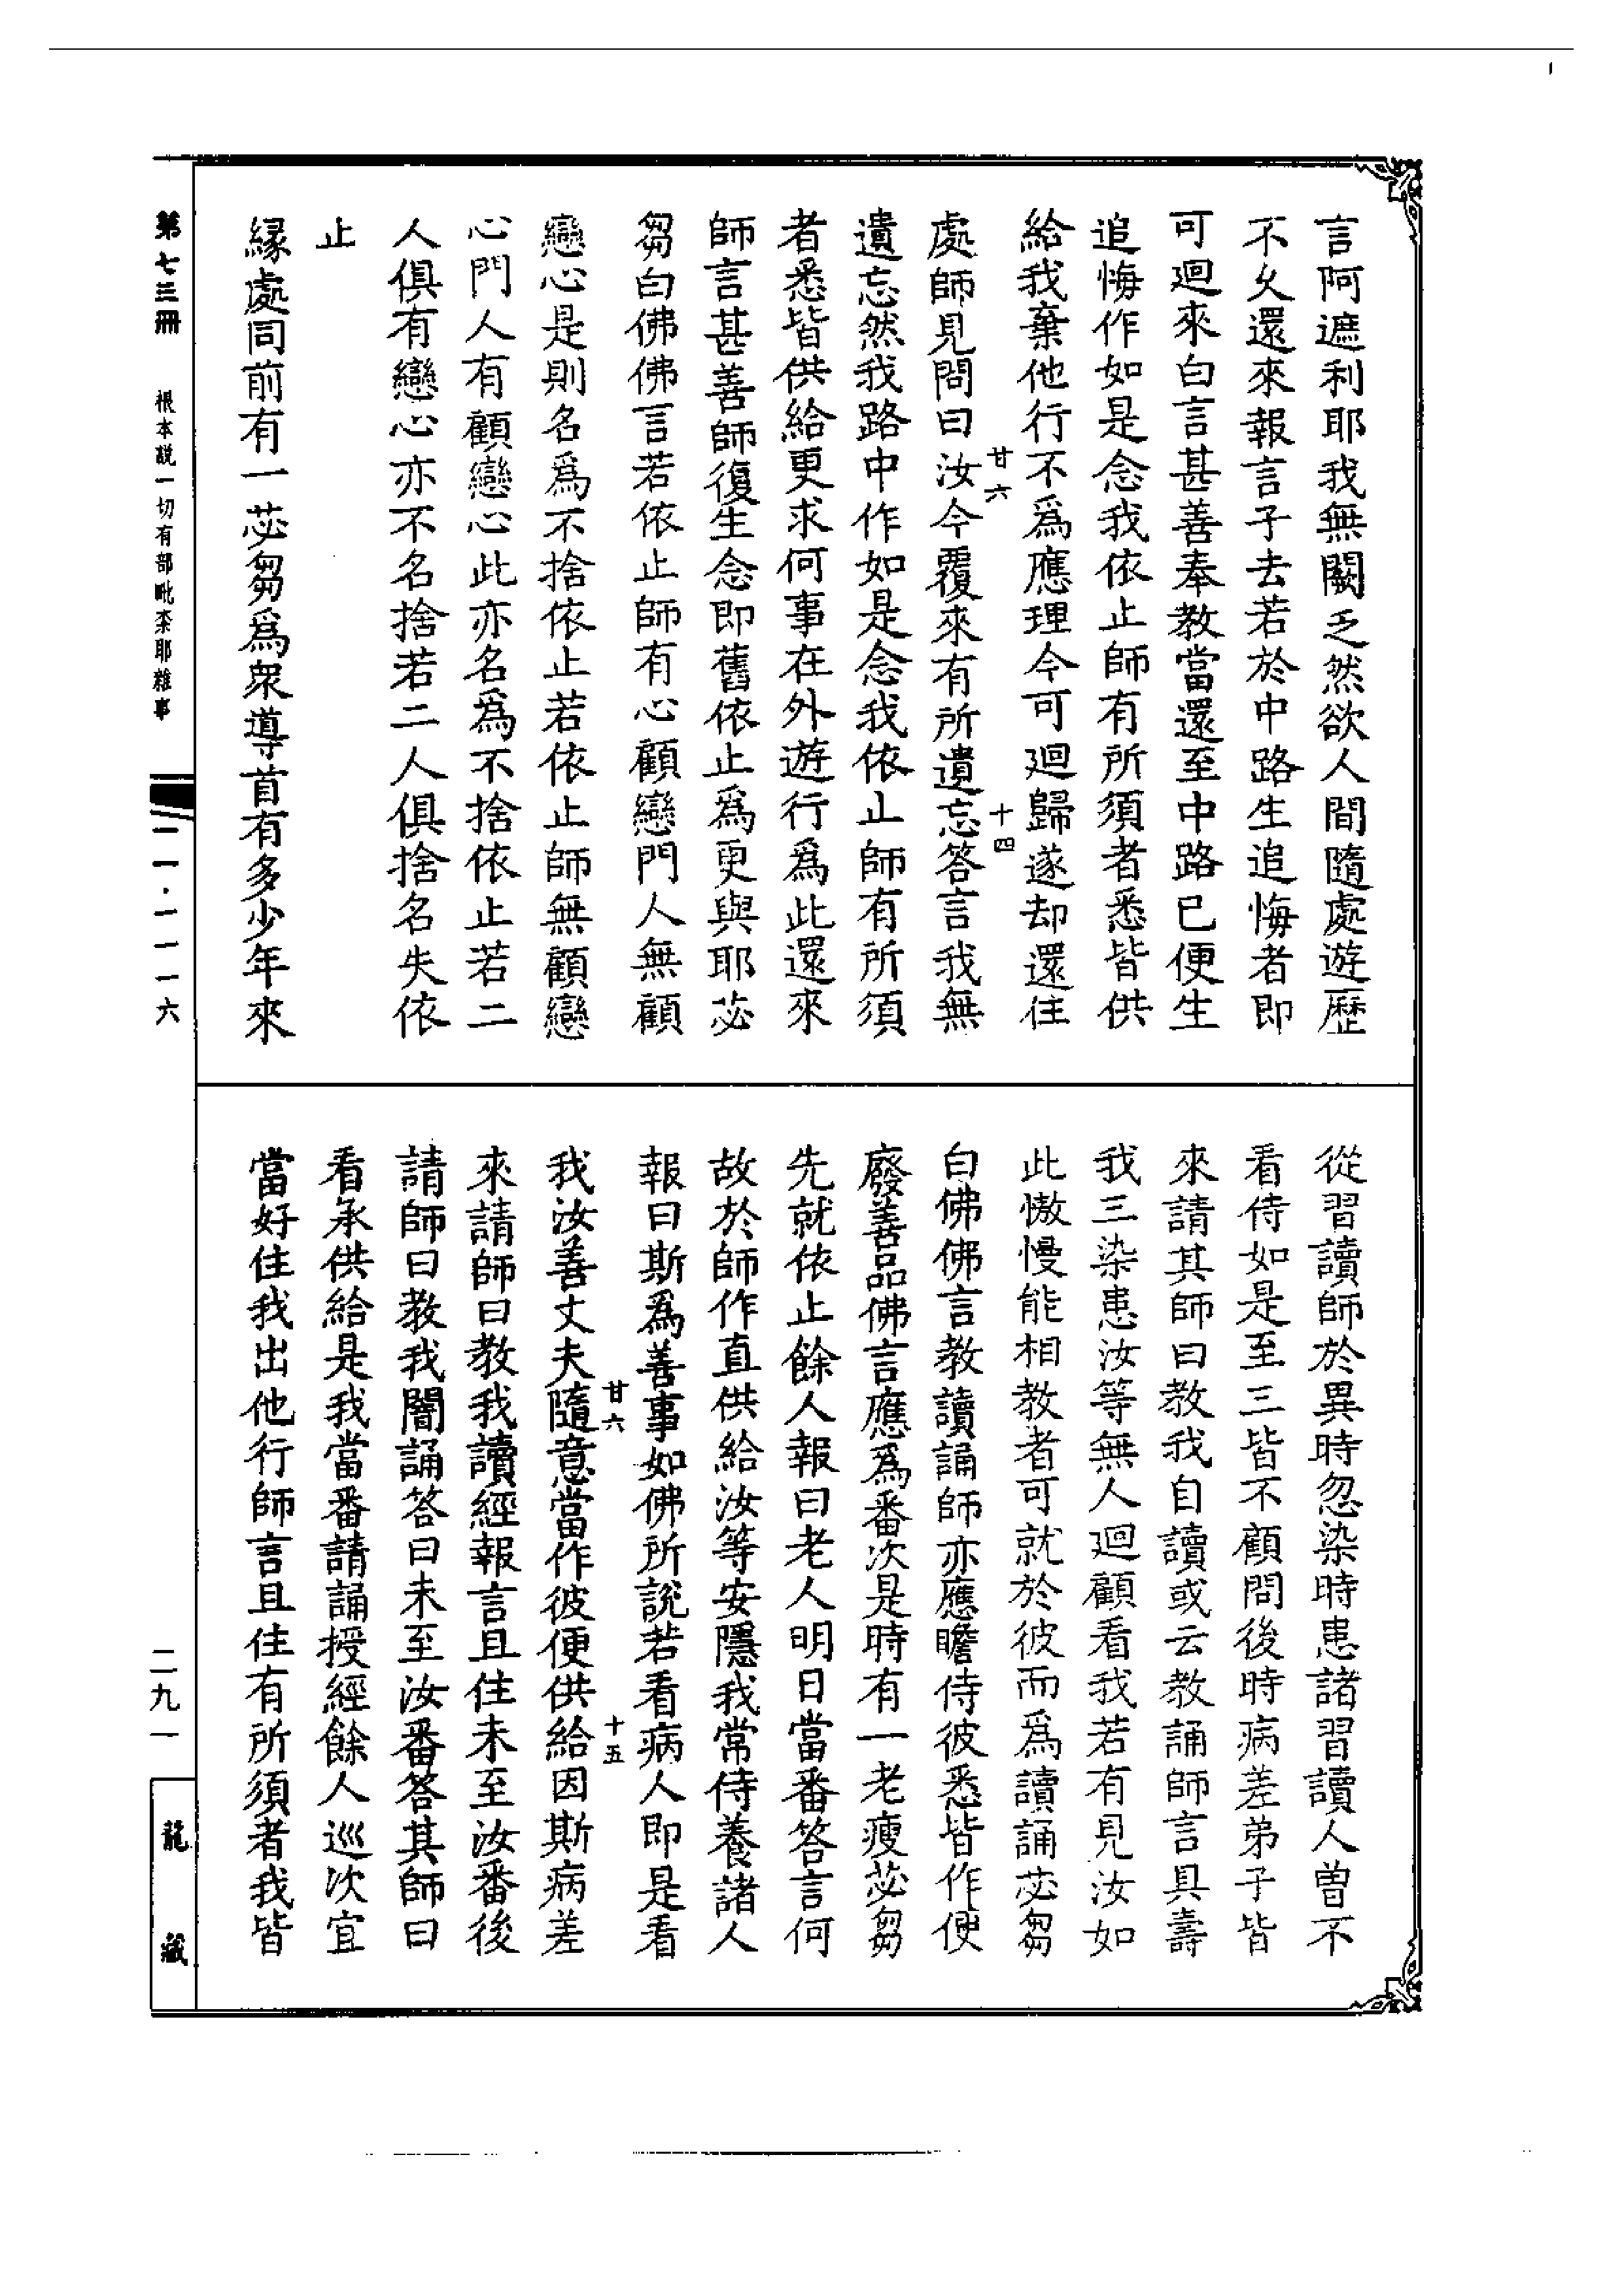 言阿遮利耶我無闕乏然欲人間隨處遊歷
不久還來報言子去若於中路生追悔者即
可迴來白言甚善奉教當還至中路已便生
追悔作如是念我依止師有所須者悉皆供
給我棄他行不爲應理今可迴歸遂却還住
甘六
十四
處師見問曰汝今覆來有所遺忘答言我無
遺忘然我路中作如是念我依止師有所須
者悉皆供給更求何事在外遊行爲此還來
師言甚善師復生念即舊依止爲更與耶苾
芻白佛佛言若依止師有心顧戀門人無顧
戀心是則名爲不捨依止若依止師無顧戀
心門人有顧戀心此亦名爲不捨依止若二
人俱有戀心亦不名捨若二人俱捨名失依
止
緣處同前有一苾芻爲衆導首有多少年來
從習讀師於異時忽染時患諸習讀人曾不
看侍如是至三皆不顧問後時病差弟子皆
來請其師曰教我自讀或云教誦師言具壽
我三染患汝等無人迴顧看我若有見汝如
此慠慢能相教者可就於彼而爲讀誦苾芻
白佛佛言教讀誦師亦應瞻侍彼悉皆作便
廢善品佛言應爲番次是時有一老瘦苾芻
先就依止餘人報曰老人明日當番答言何
故於師作直供給汝等安隱我常侍養諸人
報曰斯爲善事如佛所說若看病人即是看
甘六
十五
我汝善丈夫隨意當作彼便供給因斯病差
來請師曰教我讀經報言且住未至汝番後
請師曰教我闇誦答曰未至汝番答其師曰
看承供給是我當番請誦授經餘人巡次宜
當好住我出他行師言且住有所須者我皆
第七三冊
根本說一切有部毗奈耶雜事
一一·一一一六
二九一
龍藏